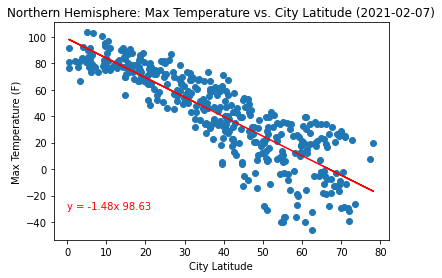 Northern Hemisphere: Max Temperature vs. City Latitude (2021-02-07)
Max Temperature (F)
100
80
60
40
20
0
−20
−40
y = -1.48x 98.63
0 10 20 30 40 50 60 70 80
City Latitude